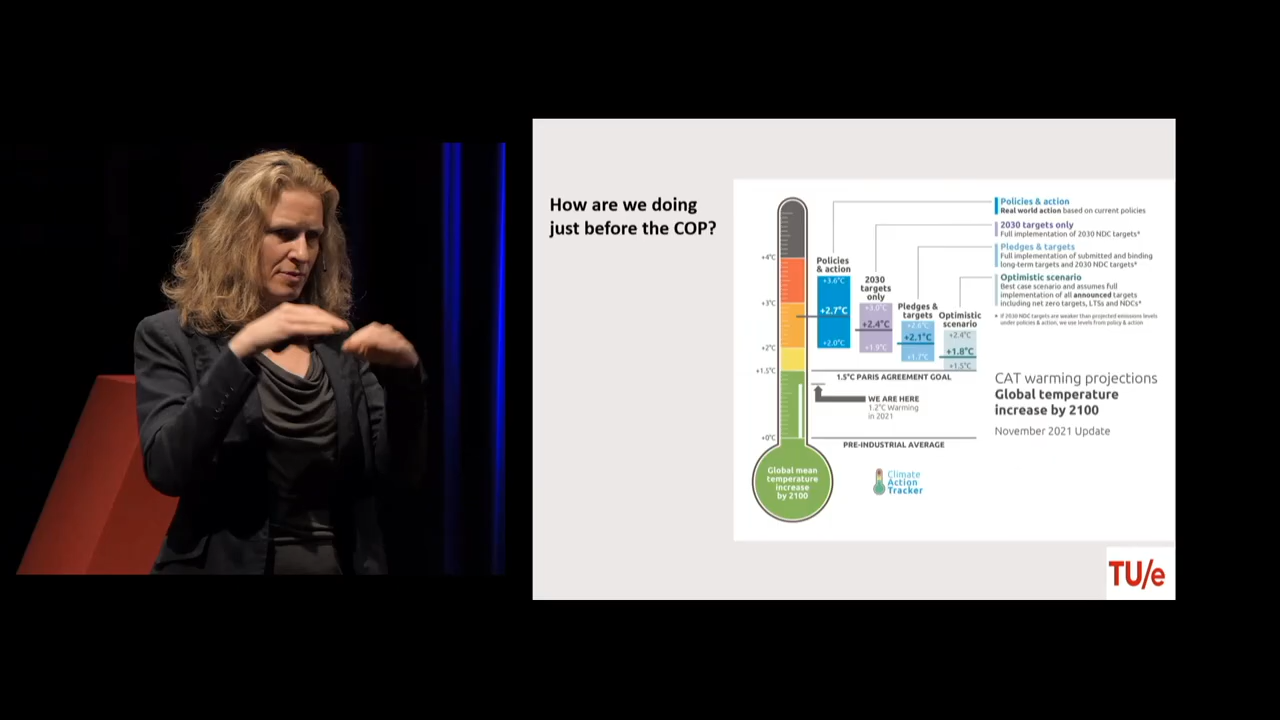 How are we doing
just before the COP?
+4°C
+3°C
+2°C
+1.5°C
+0°C
Global mean
temperature
increase
by 2100
Policies
& action
+3.6°C
+2.7°C
+2.0°C
2030
targets
only
+3.0°C
+2.4°C
+1.9°C
Pledges &
targets
+2.6°C
+2.1°C
+1.7°C
Optimistic
scenario
+2.4°C
+1.8°C
+1.5°C
1.5°C PARIS AGREEMENT GOAL
WE ARE HERE
1.2°C Warming
in 2021
PRE-INDUSTRIAL AVERAGE
Climate
Action
Tracker
Policies & action
Real world action based on current policies
2030 targets only
Full implementation of 2030 NDC targets*
Pledges & targets
Full implementation of submitted and binding
long-term targets and 2030 NDC targets*
Optimistic scenario
Best case scenario and assumes full
implementation of all announced targets
including net zero targets, LTSs and NDCs*
* If 2030 NDC targets are weaker than projected emissions levels
under policies & action, we use levels from policy & action
CAT warming projections
Global temperature
increase by 2100
November 2021 Update
TU/e